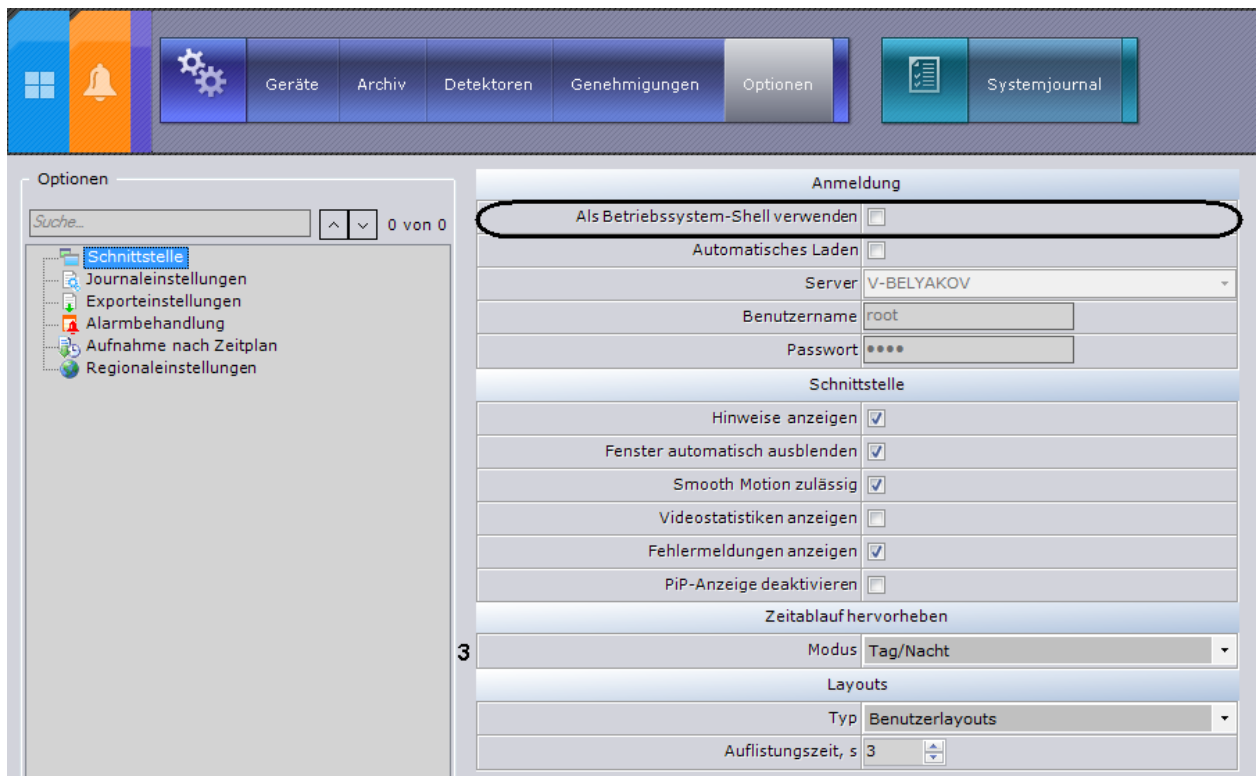 Geräte Archiv Detektoren Genehmigungen Optionen Systemjournal
Optionen
Suche... 0 von 0
Schnittstelle
Journaleinstellungen
Exporteinstellungen
Alarmbehandlung
Aufnahme nach Zeitplan
Regionaleinstellungen
Anmeldung
Als Betriebssystem-Shell verwenden
Automatisches Laden
Server V-BELYAKOV
Benutzername root
Passwort ••••
Schnittstelle
Hinweise anzeigen
Fenster automatisch ausblenden
Smooth Motion zulässig
Videostatistiken anzeigen
Fehlermeldungen anzeigen
PiP-Anzeige deaktivieren
Zeitablauf hervorheben
3 Modus Tag/Nacht
Layouts
Typ Benutzerlayouts
Auflistungszeit, s 3